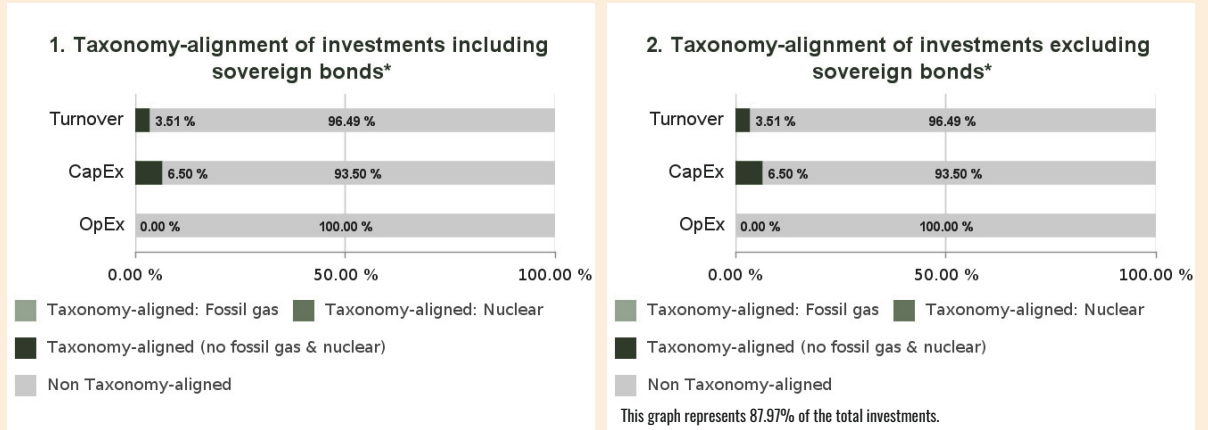 1. Taxonomy-alignment of investments including
sovereign bonds*
Turnover
3.51 %
96.49 %
CapEx
6.50 %
93.50 %
OpEx
0.00 %
100.00 %
0.00 %
50.00 %
100.00 %
Taxonomy-aligned: Fossil gas
Taxonomy-aligned: Nuclear
Taxonomy-aligned (no fossil gas & nuclear)
Non Taxonomy-aligned
2. Taxonomy-alignment of investments excluding
sovereign bonds*
Turnover
3.51 %
96.49 %
CapEx
6.50 %
93.50 %
OpEx
0.00 %
100.00 %
0.00 %
50.00 %
100.00 %
Taxonomy-aligned: Fossil gas
Taxonomy-aligned: Nuclear
Taxonomy-aligned (no fossil gas & nuclear)
Non Taxonomy-aligned
This graph represents 87.97% of the total investments.